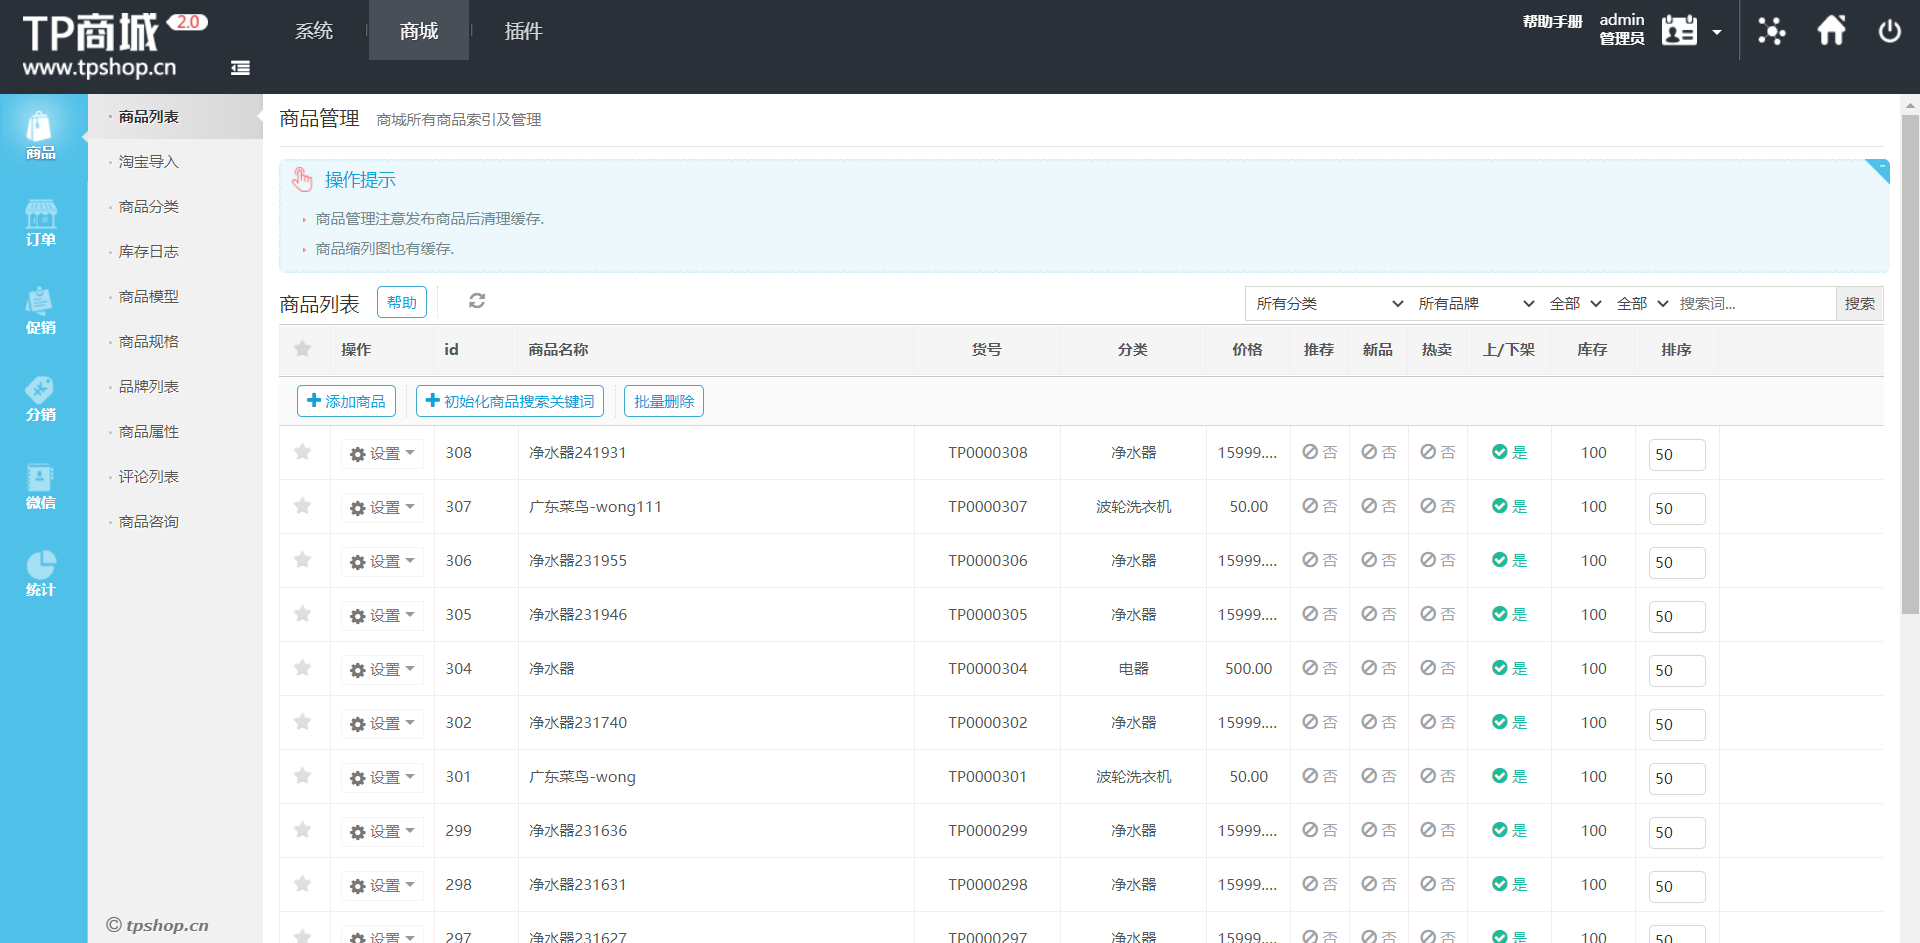 TP商城 2.0
www.tpshop.cn
系统 商城 插件
帮助手册 admin 管理员
商品
订单
促销
分销
微信
统计
商品列表
淘宝导入
商品分类
库存日志
商品模型
商品规格
品牌列表
商品属性
评论列表
商品咨询
© tpshop.cn
商品管理 商城所有商品索引及管理
操作提示
商品管理注意发布商品后清理缓存.
商品缩列图也有缓存.
商品列表 帮助 所有分类 所有品牌 全部 全部 搜索词... 搜索
操作 id 商品名称 货号 分类 价格 推荐 新品 热卖 上/下架 库存 排序
添加商品 初始化商品搜索关键词 批量删除
设置 308 净水器241931 TP0000308 净水器 15999.... 否 否 否 是 100 50
设置 307 广东菜鸟-wong111 TP0000307 波轮洗衣机 50.00 否 否 否 是 100 50
设置 306 净水器231955 TP0000306 净水器 15999.... 否 否 否 是 100 50
设置 305 净水器231946 TP0000305 净水器 15999.... 否 否 否 是 100 50
设置 304 净水器 TP0000304 电器 500.00 否 否 否 是 100 50
设置 302 净水器231740 TP0000302 净水器 15999.... 否 否 否 是 100 50
设置 301 广东菜鸟-wong TP0000301 波轮洗衣机 50.00 否 否 否 是 100 50
设置 299 净水器231636 TP0000299 净水器 15999.... 否 否 否 是 100 50
设置 298 净水器231631 TP0000298 净水器 15999.... 否 否 否 是 100 50
设置 297 净水器231627 TP0000297 净水器 15999.... 否 否 否 是 100 50